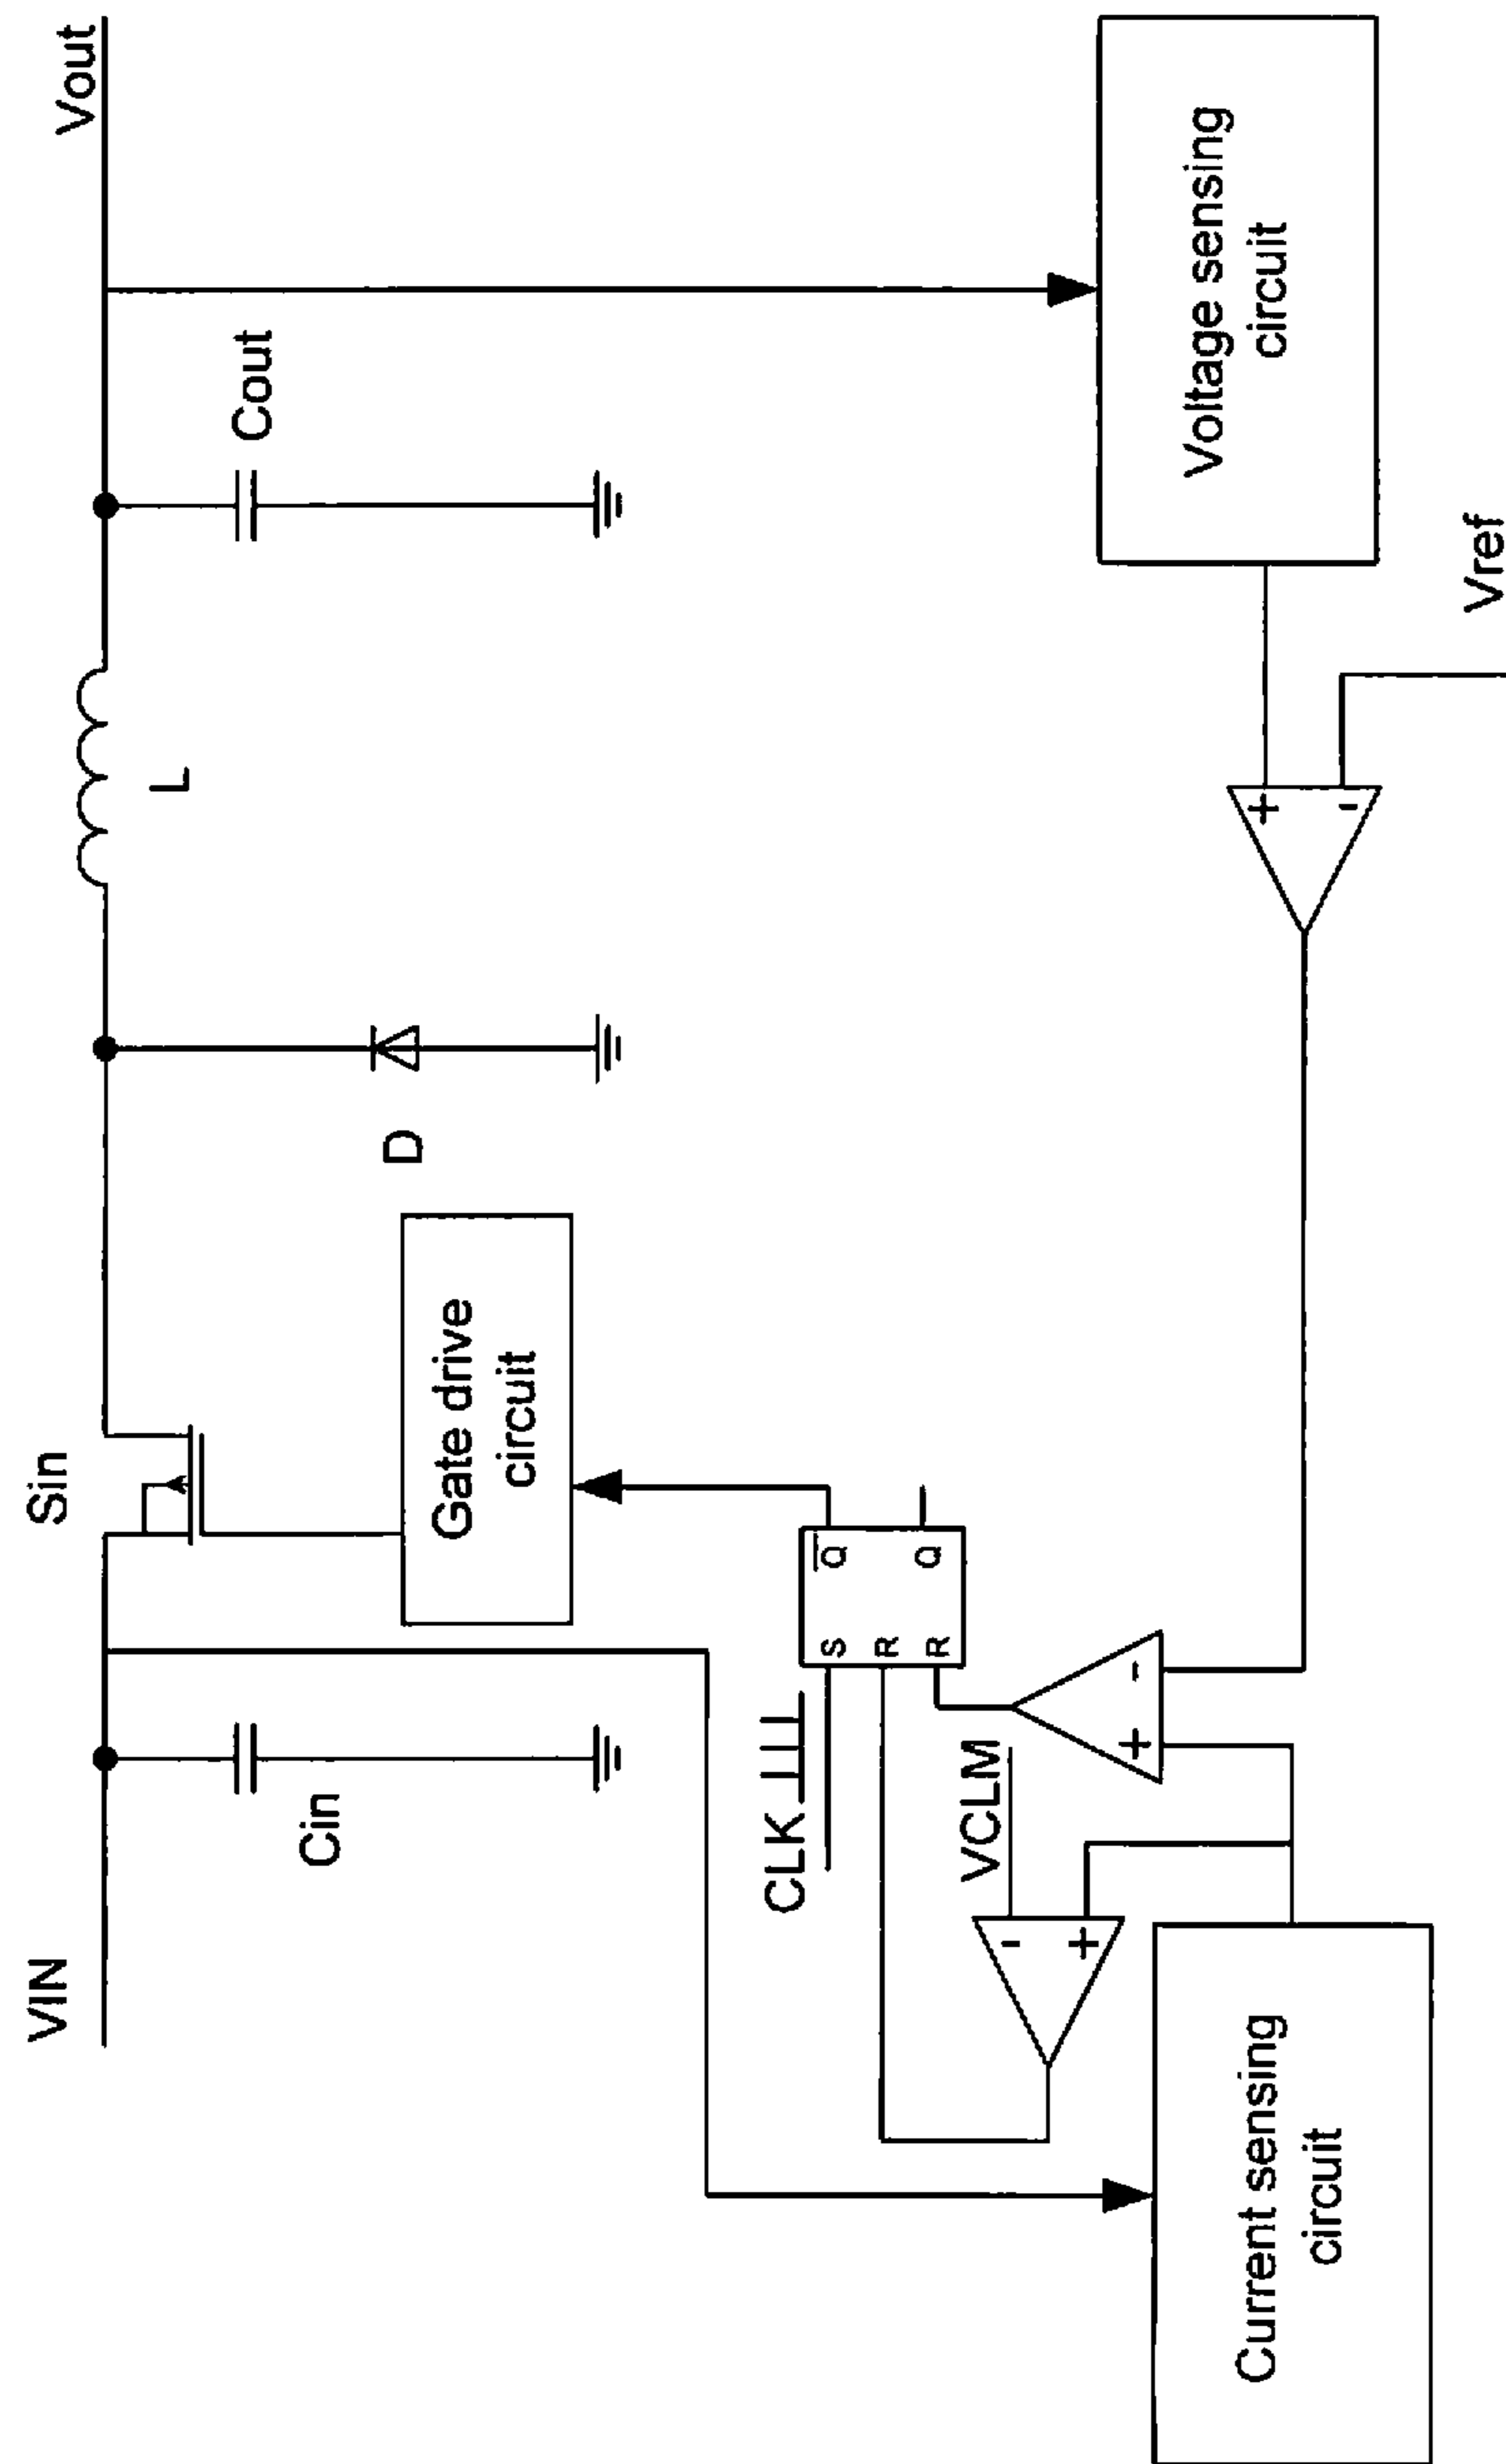 VIN
Sin
Vout
Cin
D
L
Cout
Gate drive
circuit
CLK
S
R
R
Q
Q
VCLM
-
+
+
-
+
-
Current sensing
circuit
Voltage sensing
circuit
Vref